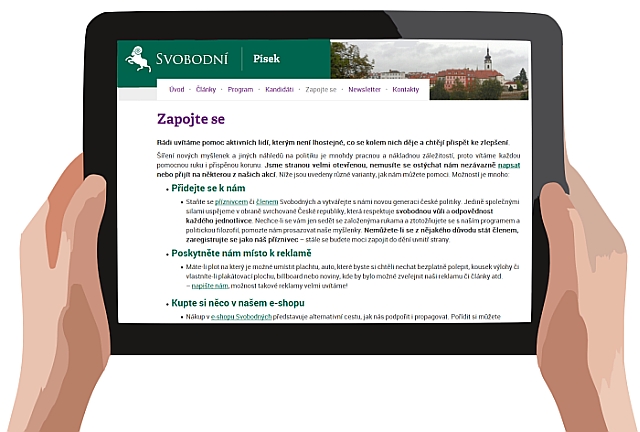 SVOBODNÍ Písek
Úvod • Články • Program • Kandidáti • Zapojte se • Newsletter • Kontakty
Zapojte se
Rádi uvítáme pomoc aktivních lidí, kterým není lhostejné, co se kolem nich děje a chtějí přispět ke zlepšení.
Šíření nových myšlenek a jiných náhledů na politiku je mnohdy pracnou a nákladnou záležitostí, proto vítáme každou
pomocnou ruku i přispěnou korunu. Jsme stranou velmi otevřenou, nemusíte se ostýchat nám nezávazně napsat
nebo přijít na některou z našich akcí. Níže jsou uvedeny různé varianty, jak nám můžete pomoci. Možností je mnoho:
• Přidejte se k nám
• Staňte se příznivcem či členem Svobodných a vytvářejte s námi novou generaci české politiky. Jedině společnými
silami uspějeme v obraně svrchované České republiky, která respektuje svobodnou vůli a odpovědnost
každého jednotlivce. Nechce-li se vám jen sedět se založenýma rukama a ztotožňujete se s naším programem a
politickou filozofií, pomozte nám prosazovat naše myšlenky. Nemůžete-li se z nějakého důvodu stát členem,
zaregistrujte se jako náš příznivec – stále se budete moci zapojit do dění uvnitř strany.
• Poskytněte nám místo k reklamě
• Máte-li plot na který je možné umístit plachtu, auto, které byste si chtěli nechat bezplatně polepit, kousek výlohy či
vlastníte-li plakátovací plochu, billboard nebo noviny, kde by bylo možné zveřejnit naši reklamu či články atd.
– napište nám, možnost takové reklamy velmi uvítáme!
• Kupte si něco v našem e-shopu
• Nákup v e-shopu Svobodných představuje alternativní cestu, jak nás podpořit i propagovat. Pořídit si můžete